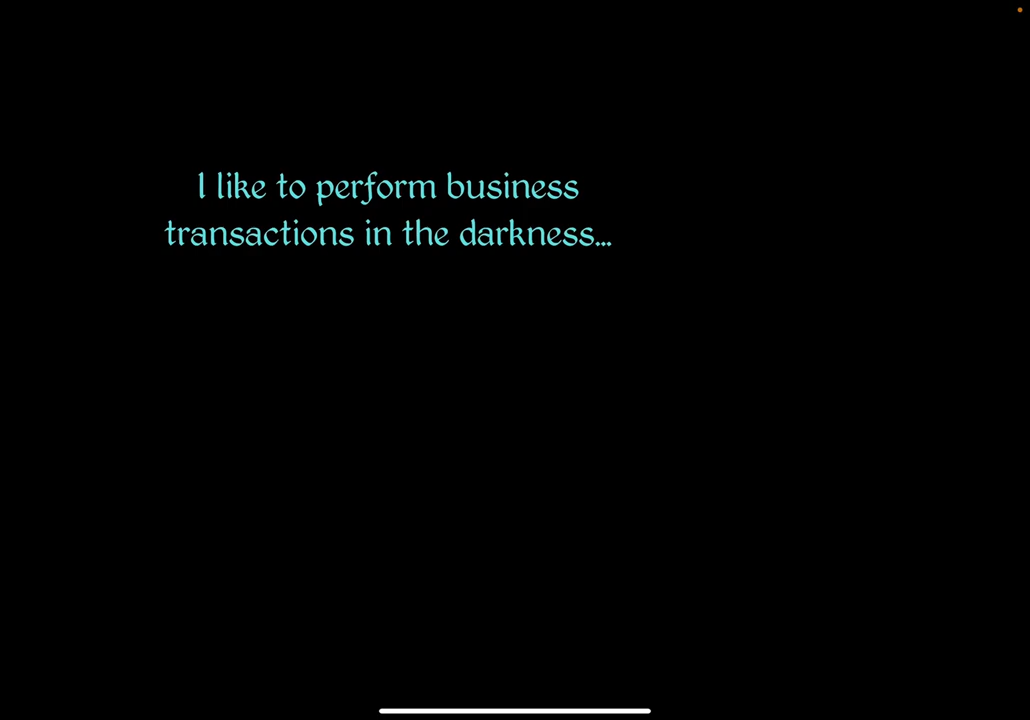 I like to perform business
transactions in the darkness...